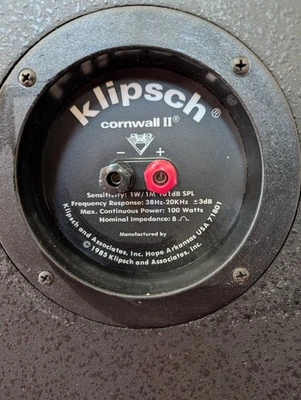 klipsch®
cornwall II®
− +
Sensitivity: 1W/1M 101dB SPL
Frequency Response: 38Hz-20KHz ±3dB
Max. Continuous Power: 100 Watts
Nominal Impedance: 8
Manufactured by
Klipsch and Associates, Inc. Hope Arkansas USA 71801
© 1985 Klipsch and Associates, Inc.